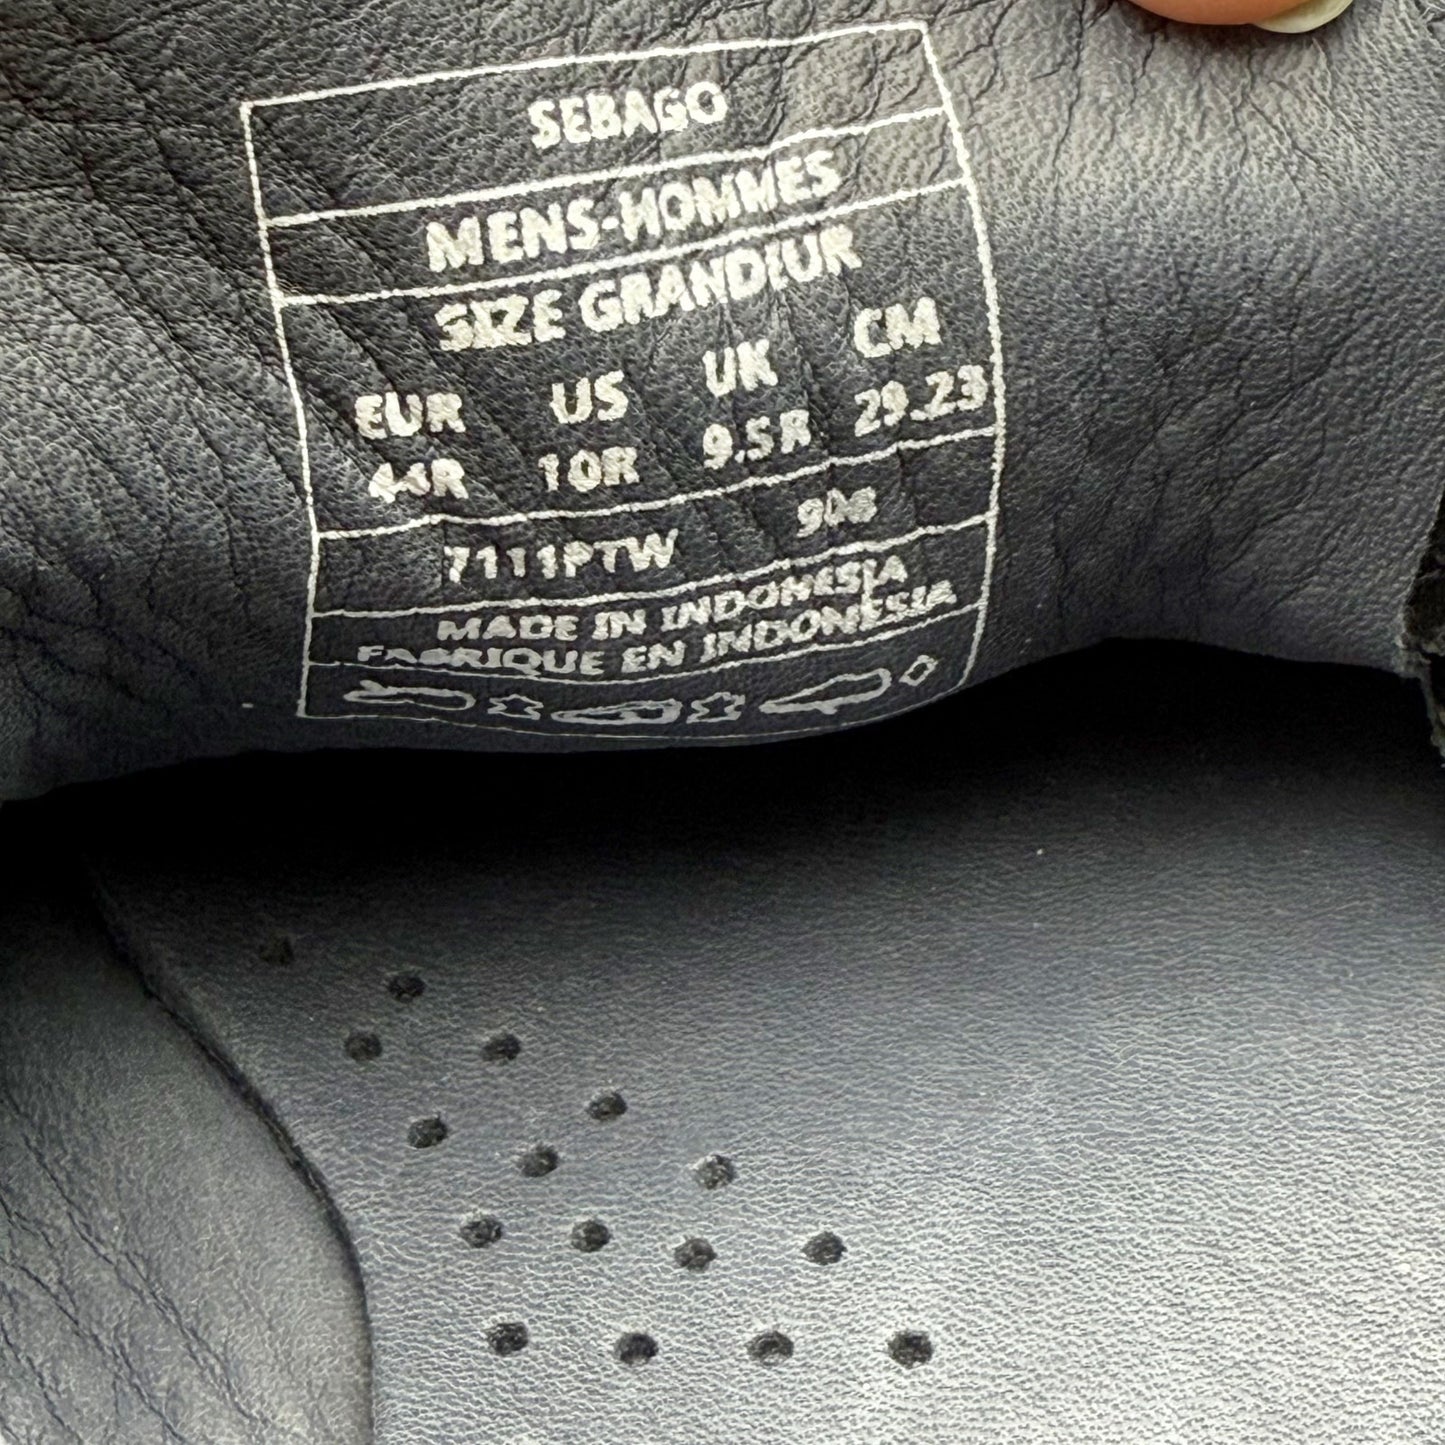 SEBAGO
MENS-HOMMES
SIZE GRANDEUR
EUR US UK CM
44R 10R 9.5R 29.23
7111PTW 906
MADE IN INDONESIA
FABRIQUE EN INDONESIA